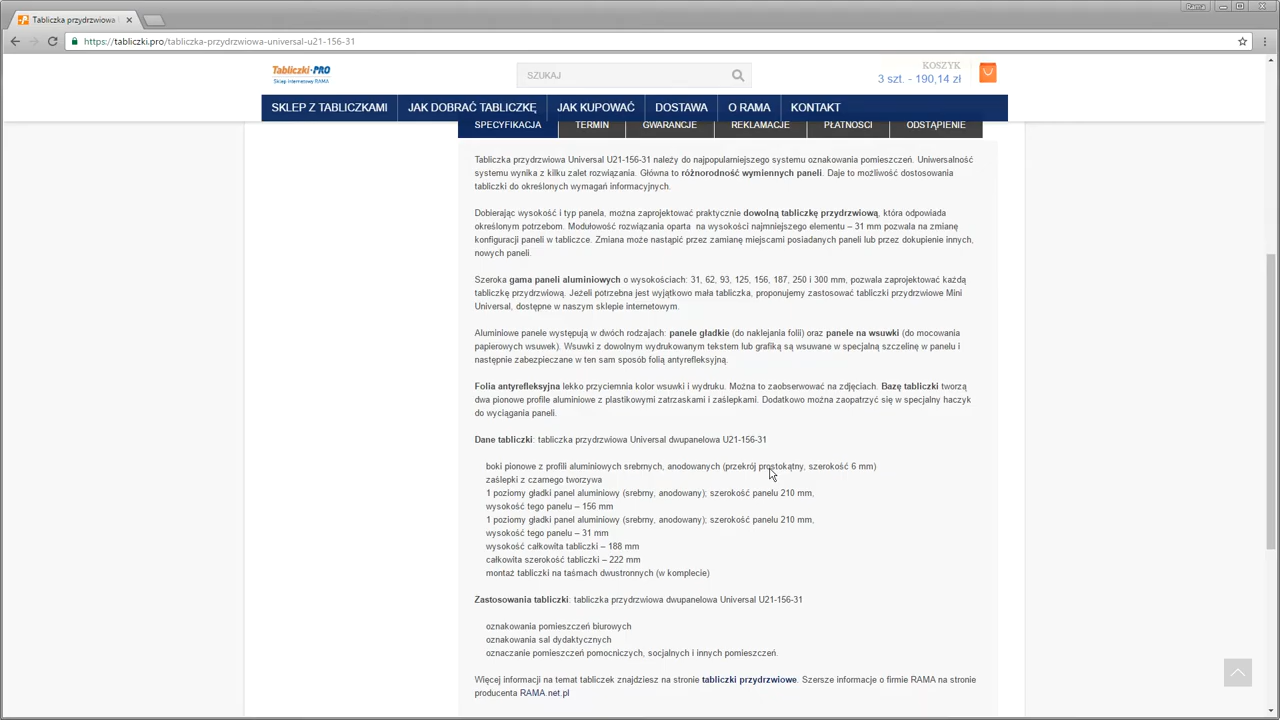 Tabliczka przydrzwiowa
Rama
https://tabliczki.pro/tabliczka-przydrzwiowa-universal-u21-156-31
Tabliczki-PRO
Sklep internetowy RAMA
SZUKAJ
KOSZYK
3 szt. - 190,14 zł
SKLEP Z TABLICZKAMI JAK DOBRAĆ TABLICZKĘ JAK KUPOWAĆ DOSTAWA O RAMA KONTAKT
SPECYFIKACJA TERMIN GWARANCJE REKLAMACJE PŁATNOŚCI ODSTĄPIENIE
Tabliczka przydrzwiowa Universal U21-156-31 należy do najpopularniejszego systemu oznakowania pomieszczeń. Uniwersalność
systemu wynika z kilku zalet rozwiązania. Główna to różnorodność wymiennych paneli. Daje to możliwość dostosowania
tabliczki do określonych wymagań informacyjnych.
Dobierając wysokość i typ panela, można zaprojektować praktycznie dowolną tabliczkę przydrzwiową, która odpowiada
określonym potrzebom. Modułowość rozwiązania oparta na wysokości najmniejszego elementu – 31 mm pozwala na zmianę
konfiguracji paneli w tabliczce. Zmiana może nastąpić przez zamianę miejscami posiadanych paneli lub przez dokupienie innych,
nowych paneli.
Szeroka gama paneli aluminiowych o wysokościach: 31, 62, 93, 125, 156, 187, 250 i 300 mm, pozwala zaprojektować każdą
tabliczkę przydrzwiową. Jeżeli potrzebna jest wyjątkowo mała tabliczka, proponujemy zastosować tabliczki przydrzwiowe Mini
Universal, dostępne w naszym sklepie internetowym.
Aluminiowe panele występują w dwóch rodzajach: panele gładkie (do naklejania folii) oraz panele na wsuwki (do mocowania
papierowych wsuwek). Wsuwki z dowolnym wydrukowanym tekstem lub grafiką są wsuwane w specjalną szczelinę w panelu i
następnie zabezpieczane w ten sam sposób folią antyrefleksyjną.
Folia antyrefleksyjna lekko przyciemnia kolor wsuwki i wydruku. Można to zaobserwować na zdjęciach. Bazę tabliczki tworzą
dwa pionowe profile aluminiowe z plastikowymi zatrzaskami i zaślepkami. Dodatkowo można zaopatrzyć się w specjalny haczyk
do wyciągania paneli.
Dane tabliczki: tabliczka przydrzwiowa Universal dwupanelowa U21-156-31
boki pionowe z profili aluminiowych srebrnych, anodowanych (przekrój prostokątny, szerokość 6 mm)
zaślepki z czarnego tworzywa
1 poziomy gładki panel aluminiowy (srebrny, anodowany); szerokość panelu 210 mm,
wysokość tego panelu – 156 mm
1 poziomy gładki panel aluminiowy (srebrny, anodowany); szerokość panelu 210 mm,
wysokość tego panelu – 31 mm
wysokość całkowita tabliczki – 188 mm
całkowita szerokość tabliczki – 222 mm
montaż tabliczki na taśmach dwustronnych (w komplecie)
Zastosowania tabliczki: tabliczka przydrzwiowa dwupanelowa Universal U21-156-31
oznakowania pomieszczeń biurowych
oznakowania sal dydaktycznych
oznaczanie pomieszczeń pomocniczych, socjalnych i innych pomieszczeń.
Więcej informacji na temat tabliczek znajdziesz na stronie tabliczki przydrzwiowe. Szersze informacje o firmie RAMA na stronie
producenta RAMA.net.pl